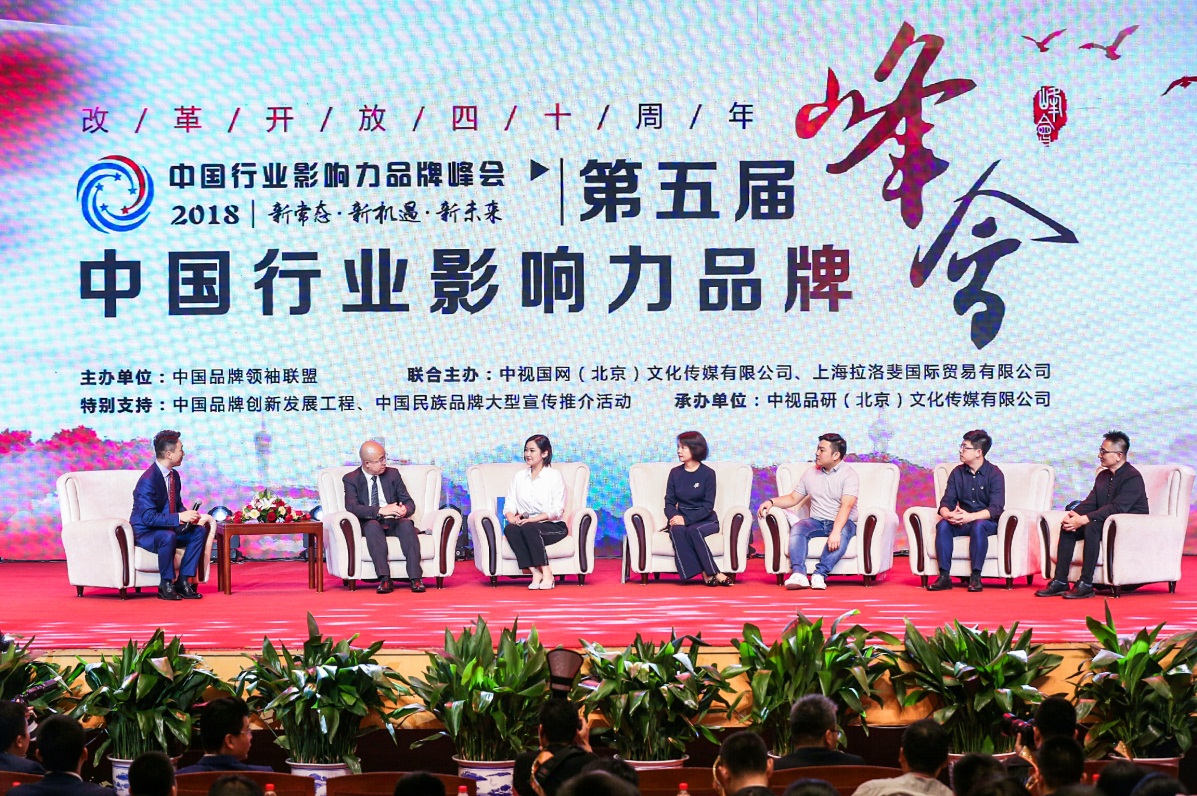 改/革/开/放/四/十/周/年
中国行业影响力品牌峰会
2018 | 新常态·新机遇·新未来
第五届
中国行业影响力品牌
峰会
峰會
主办单位：中国品牌领袖联盟
联合主办：中视国网（北京）文化传媒有限公司、上海拉洛斐国际贸易有限公司
特别支持：中国品牌创新发展工程、中国民族品牌大型宣传推介活动
承办单位：中视品研（北京）文化传媒有限公司